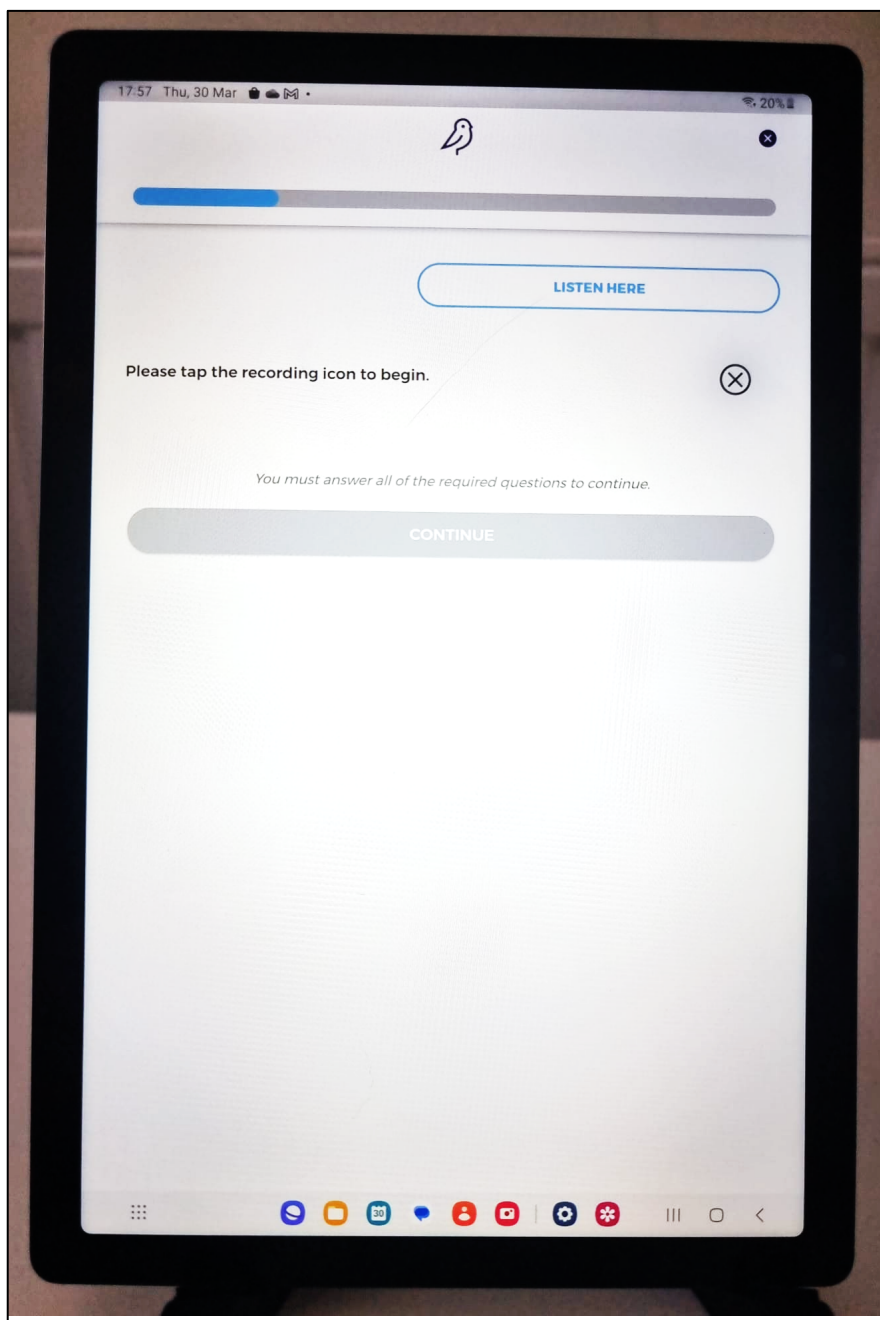 17:57 Thu, 30 Mar 20%
LISTEN HERE
Please tap the recording icon to begin.
You must answer all of the required questions to continue.
CONTINUE
30